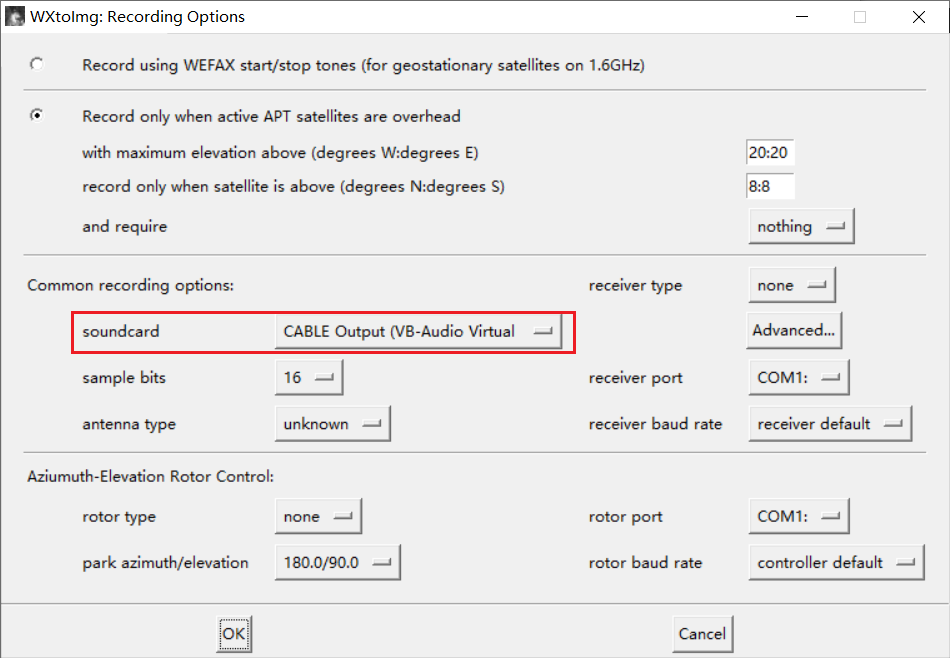 WXtoImg: Recording Options
Record using WEFAX start/stop tones (for geostationary satellites on 1.6GHz)
Record only when active APT satellites are overhead
with maximum elevation above (degrees W:degrees E) 20:20
record only when satellite is above (degrees N:degrees S) 8:8
and require nothing
Common recording options: receiver type none
soundcard CABLE Output (VB-Audio Virtual Advanced...
sample bits 16 receiver port COM1:
antenna type unknown receiver baud rate receiver default
Aziumuth-Elevation Rotor Control:
rotor type none rotor port COM1:
park azimuth/elevation 180.0/90.0 rotor baud rate controller default
OK Cancel